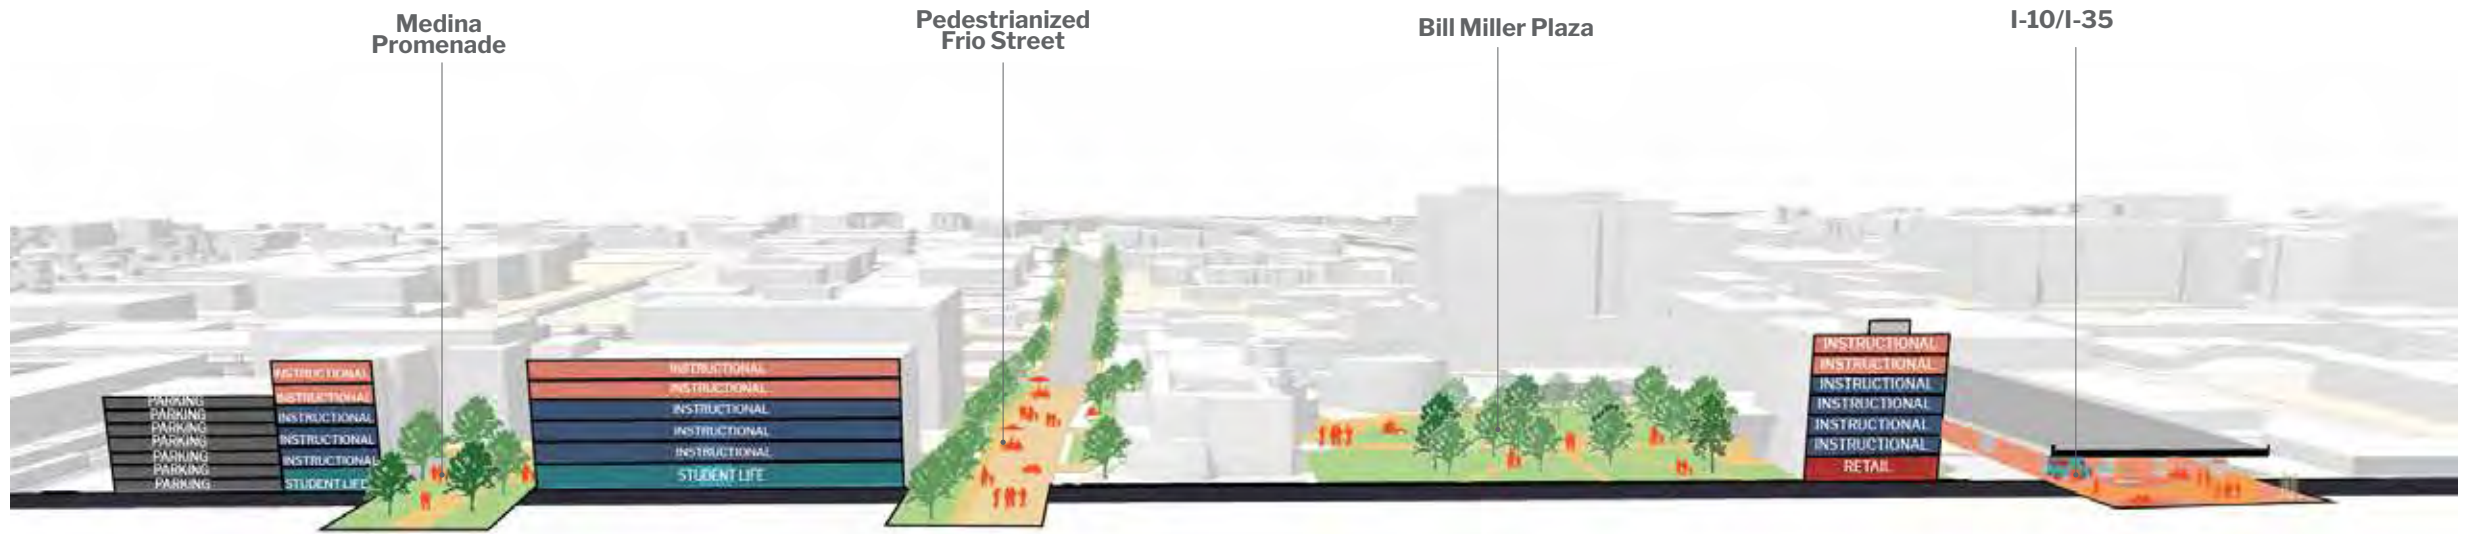 Medina
Promenade
Pedestrianized
Frio Street
Bill Miller Plaza
I-10/I-35
PARKING
PARKING
PARKING
PARKING
PARKING
PARKING
PARKING
INSTRUCTIONAL
INSTRUCTIONAL
INSTRUCTIONAL
INSTRUCTIONAL
INSTRUCTIONAL
STUDENT LIFE
INSTRUCTIONAL
INSTRUCTIONAL
INSTRUCTIONAL
INSTRUCTIONAL
INSTRUCTIONAL
STUDENT LIFE
INSTRUCTIONAL
INSTRUCTIONAL
INSTRUCTIONAL
INSTRUCTIONAL
INSTRUCTIONAL
INSTRUCTIONAL
RETAIL